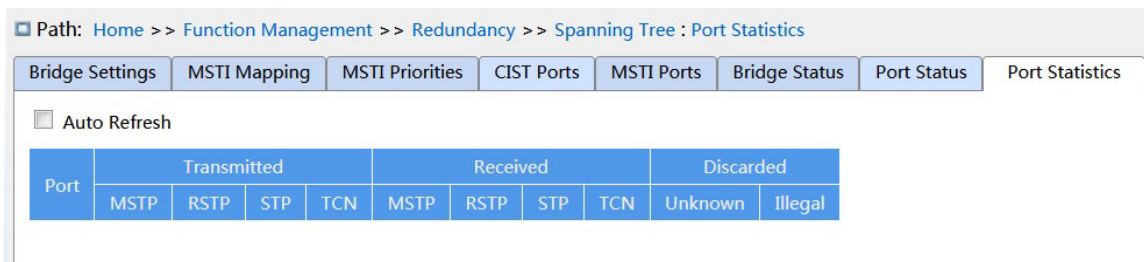 Path: Home >> Function Management >> Redundancy >> Spanning Tree : Port Statistics
Bridge Settings MSTI Mapping MSTI Priorities CIST Ports MSTI Ports Bridge Status Port Status Port Statistics
Auto Refresh
Port Transmitted Received Discarded
MSTP RSTP STP TCN MSTP RSTP STP TCN Unknown Illegal